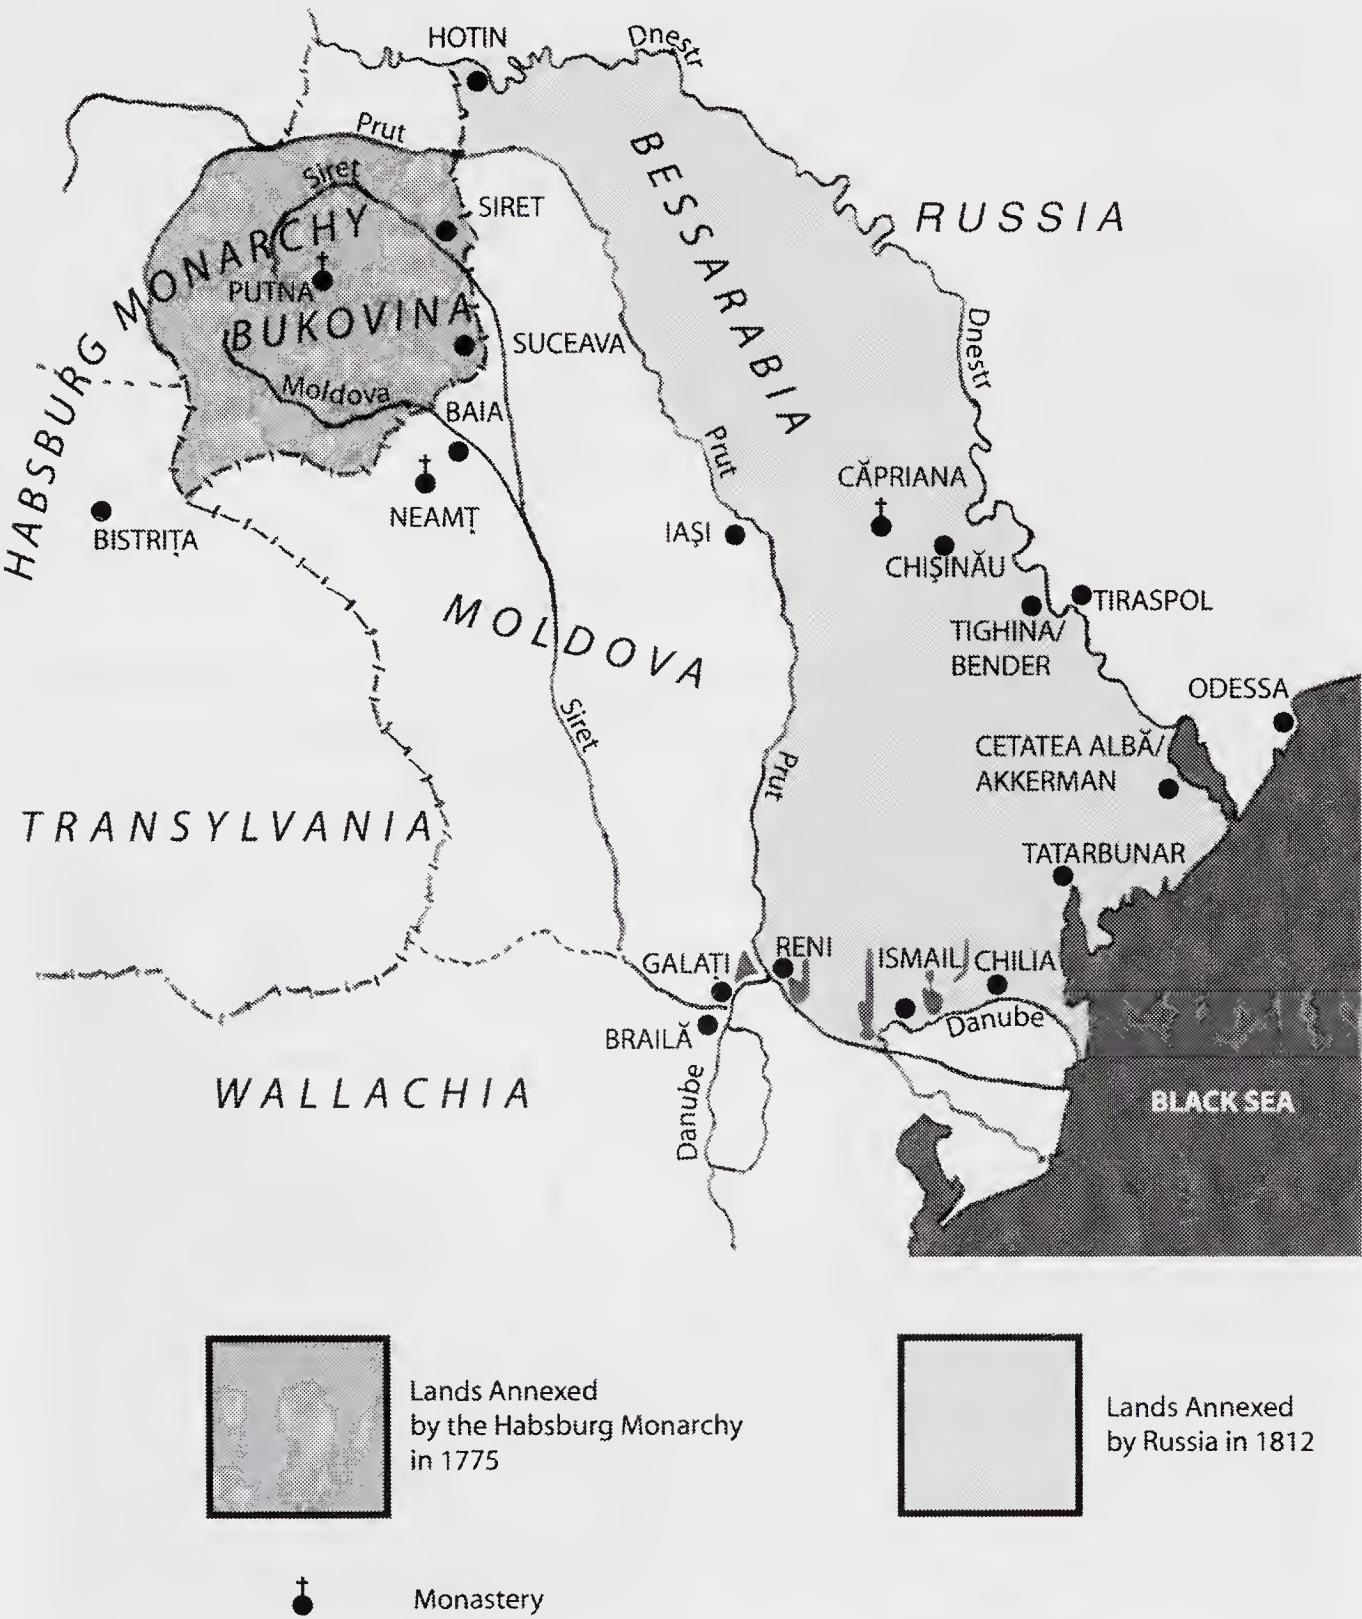 HOTIN
Dnestr
Prut
BESSARABIA
Siret
SIRET
RUSSIA
HABSBURG MONARCHY
PUTNA
BUKOVINA
SUCEAVA
Dnestr
Moldova
BAIA
Prut
CĂPRIANA
NEAMȚ
IAȘI
BISTRIȚA
CHIȘINĂU
MOLDOVA
TIRASPOL
TIGHINA/
BENDER
ODESSA
Siret
CETATEA ALBĂ/
AKKERMAN
Prut
TRANSYLVANIA
TATARBUNAR
GALAȚI
RENI
ISMAIL
CHILIA
Danube
BRAILĂ
WALLACHIA
Danube
BLACK SEA
Lands Annexed
by the Habsburg Monarchy
in 1775
Lands Annexed
by Russia in 1812
Monastery